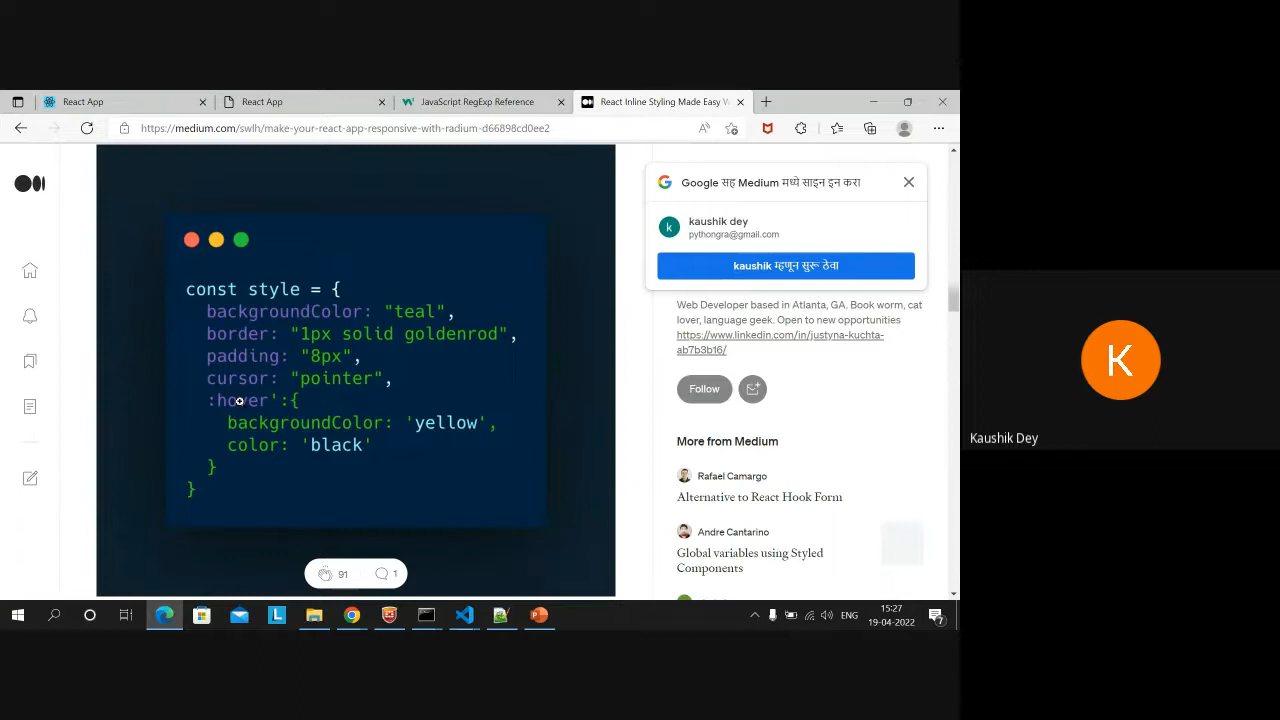 React App
React App
JavaScript RegExp Reference
React Inline Styling Made Easy W
https://medium.com/swlh/make-your-react-app-responsive-with-radium-d66898cd0ee2
const style = {
backgroundColor: "teal",
border: "1px solid goldenrod",
padding: "8px",
cursor: "pointer",
:hover':{
backgroundColor: 'yellow',
color: 'black'
}
}
91
1
Google सह Medium मध्ये साइन इन करा
k
kaushik dey
pythongra@gmail.com
kaushik म्हणून सुरू ठेवा
Web Developer based in Atlanta, GA. Book worm, cat
lover, language geek. Open to new opportunities
https://www.linkedin.com/in/justyna-kuchta-
ab7b3b16/
Follow
More from Medium
Rafael Camargo
Alternative to React Hook Form
Andre Cantarino
Global variables using Styled
Components
ENG
15:27
19-04-2022
7
K
Kaushik Dey